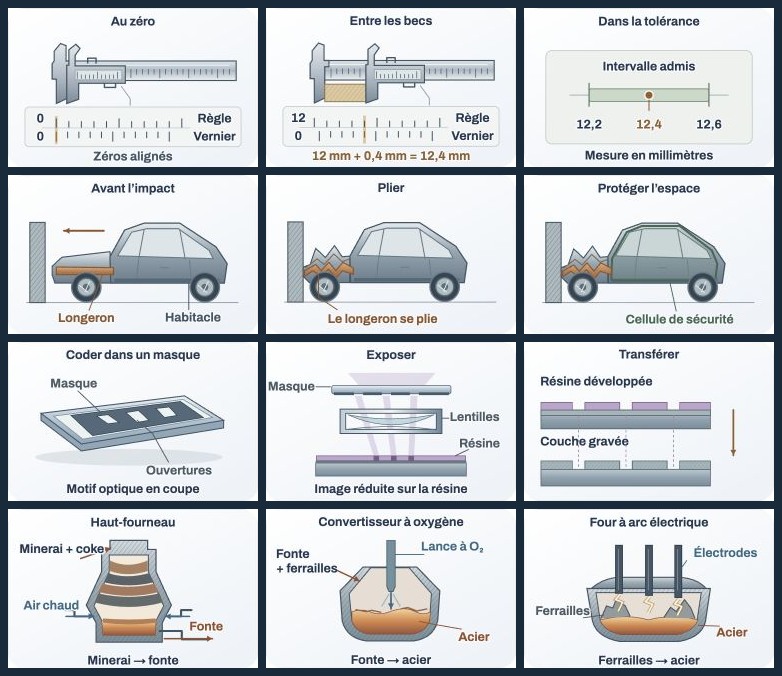 Au zéro
0
Règle
0
Vernier
Zéros alignés
Entre les becs
12
Règle
0
Vernier
12 mm + 0,4 mm = 12,4 mm
Dans la tolérance
Intervalle admis
12,2
12,4
12,6
Mesure en millimètres
Avant l’impact
Longeron
Habitacle
Plier
Le longeron se plie
Protéger l’espace
Cellule de sécurité
Coder dans un masque
Masque
Ouvertures
Motif optique en coupe
Exposer
Masque
Lentilles
Résine
Image réduite sur la résine
Transférer
Résine développée
Couche gravée
Haut-fourneau
Minerai + coke
Air chaud
Fonte
Minerai → fonte
Convertisseur à oxygène
Lance à O₂
Fonte
+ ferrailles
Acier
Fonte → acier
Four à arc électrique
Électrodes
Ferrailles
Acier
Ferrailles → acier